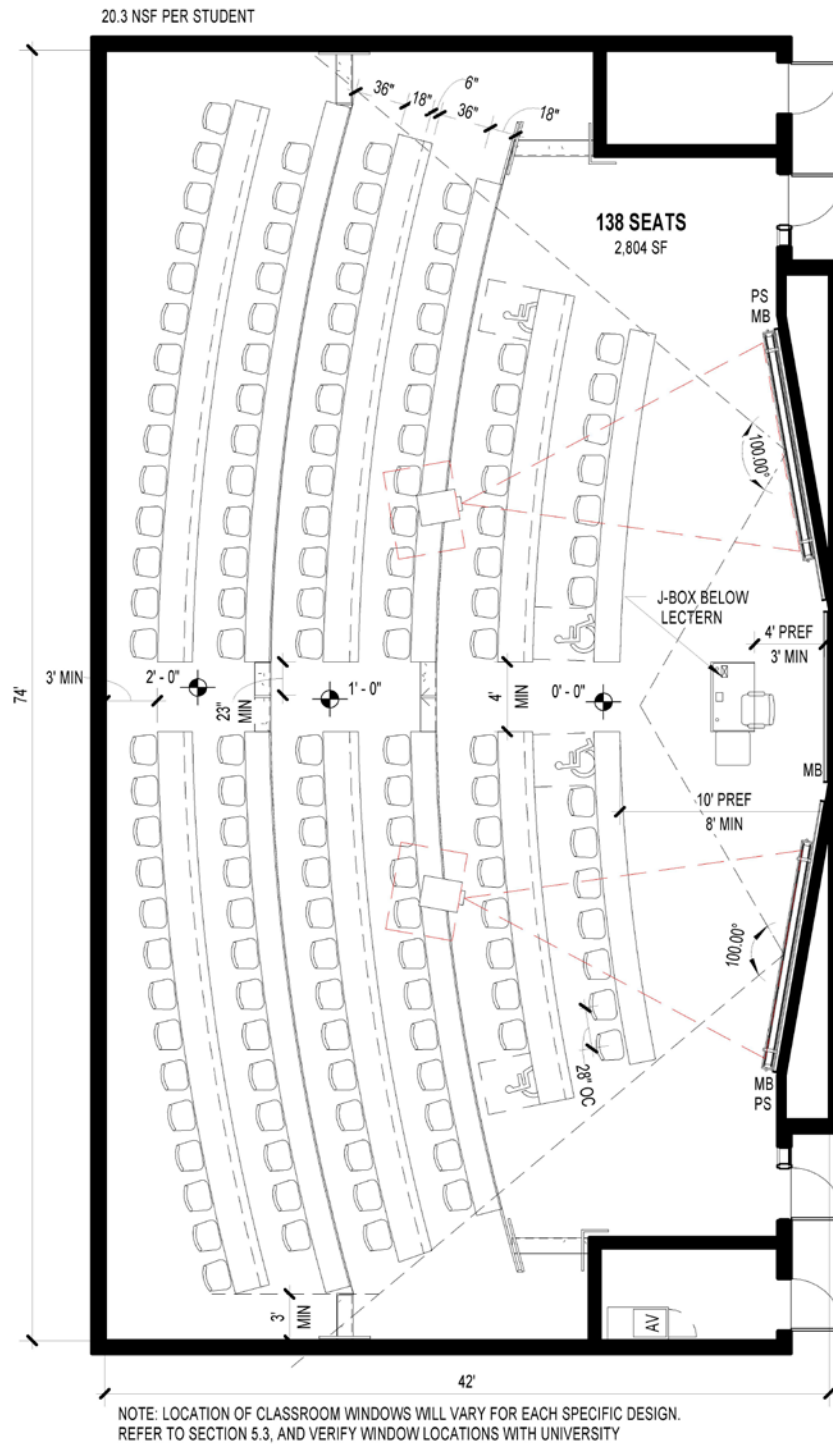 20.3 NSF PER STUDENT
36"
18"
6"
36"
18"
138 SEATS
2,804 SF
PS
MB
100.00°
J-BOX BELOW
LECTERN
4' PREF
3' MIN
3' MIN
2' - 0"
23"
MIN
1' - 0"
4'
MIN
0' - 0"
74'
MB
10' PREF
8' MIN
100.00°
28" OC
MB
PS
3'
MIN
AV
42'
NOTE: LOCATION OF CLASSROOM WINDOWS WILL VARY FOR EACH SPECIFIC DESIGN.
REFER TO SECTION 5.3, AND VERIFY WINDOW LOCATIONS WITH UNIVERSITY